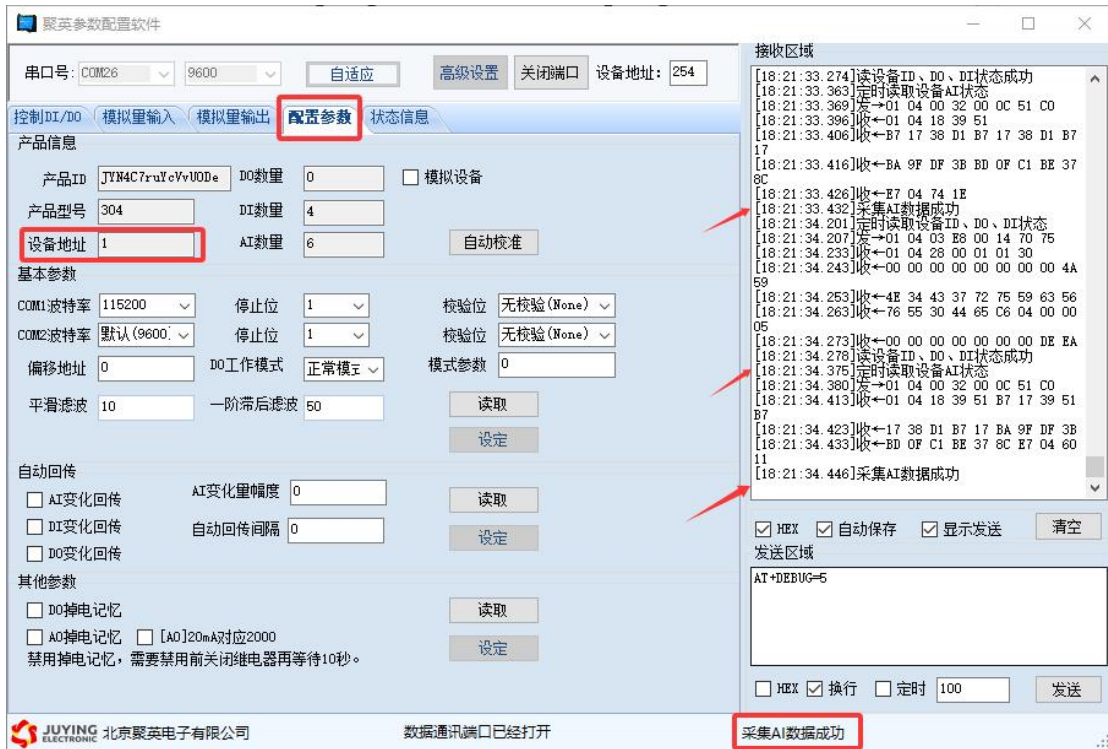 聚英参数配置软件
串口号: COM26 9600 自适应 高级设置 关闭端口 设备地址: 254
控制DI/DO 模拟量输入 模拟量输出 配置参数 状态信息
产品信息
产品ID JYN4C7ruYcVvU0De DO数量 0 模拟设备
产品型号 304 DI数量 4
设备地址 1 AI数量 6 自动校准
基本参数
COM1波特率 115200 停止位 1 校验位 无校验(None)
COM2波特率 默认(9600) 停止位 1 校验位 无校验(None)
偏移地址 0 DO工作模式 正常模式 模式参数 0
平滑滤波 10 一阶滞后滤波 50 读取
设定
自动回传
AI变化回传 AI变化量幅度 0 读取
DI变化回传 自动回传间隔 0 设定
DO变化回传
其他参数
DO掉电记忆 读取
AO掉电记忆 [AO]20mA对应2000 设定
禁用掉电记忆，需要禁用前关闭继电器再等待10秒。
接收区域
[18:21:33.274]读设备ID、DO、DI状态成功
[18:21:33.363]定时读取设备AI状态
[18:21:33.369]发→01 04 00 32 00 0C 51 C0
[18:21:33.396]收←01 04 18 39 51
[18:21:33.406]收←B7 17 38 D1 B7 17 38 D1 B7
17
[18:21:33.416]收←BA 9F DF 3B BD 0F C1 BE 37
8C
[18:21:33.426]收←E7 04 74 1E
[18:21:33.432]采集AI数据成功
[18:21:34.201]定时读取设备ID、DO、DI状态
[18:21:34.207]发→01 04 03 E8 00 14 70 75
[18:21:34.233]收←01 04 28 00 01 01 30
[18:21:34.243]收←00 00 00 00 00 00 00 00 4A
59
[18:21:34.253]收←4E 34 43 37 72 75 59 63 56
[18:21:34.263]收←76 55 30 44 65 C6 04 00 00
05
[18:21:34.273]收←00 00 00 00 00 00 00 DE EA
[18:21:34.278]读设备ID、DO、DI状态成功
[18:21:34.375]定时读取设备AI状态
[18:21:34.380]发→01 04 00 32 00 0C 51 C0
[18:21:34.413]收←01 04 18 39 51 B7 17 39 51
B7
[18:21:34.423]收←17 38 D1 B7 17 BA 9F DF 3B
[18:21:34.433]收←BD 0F C1 BE 37 8C E7 04 60
11
[18:21:34.446]采集AI数据成功
HEX 自动保存 显示发送 清空
发送区域
AT+DEBUG=5
HEX 换行 定时 100 发送
JUYING ELECTRONIC 北京聚英电子有限公司 数据通讯端口已经打开 采集AI数据成功